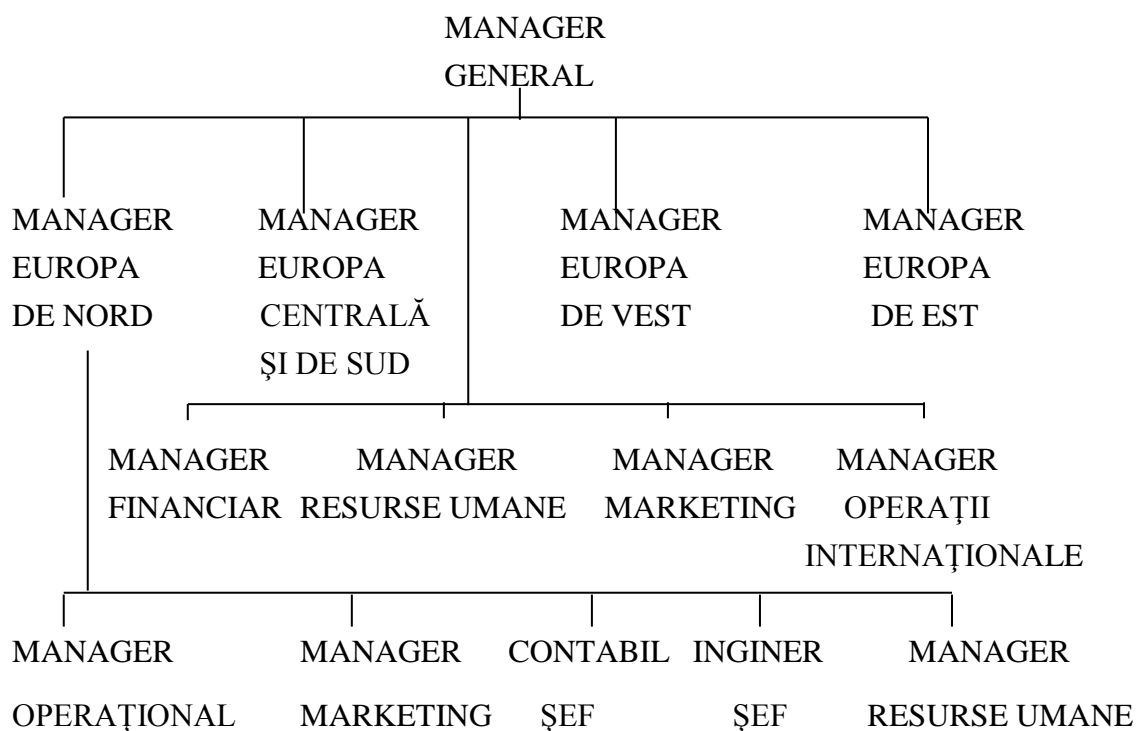 MANAGER
GENERAL
MANAGER MANAGER MANAGER MANAGER
EUROPA EUROPA EUROPA EUROPA
DE NORD CENTRALĂ DE VEST DE EST
ŞI DE SUD
MANAGER MANAGER MANAGER MANAGER
FINANCIAR RESURSE UMANE MARKETING OPERAŢII
INTERNAŢIONALE
MANAGER MANAGER CONTABIL INGINER MANAGER
OPERAŢIONAL MARKETING ŞEF ŞEF RESURSE UMANE